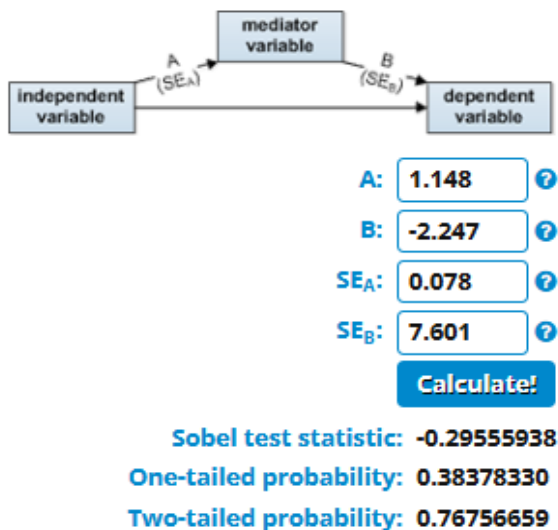 mediator
variable
A
(SEA)
B
(SEB)
independent
variable
dependent
variable
A: 1.148 ?
B: -2.247 ?
SEA: 0.078 ?
SEB: 7.601 ?
Calculate!
Sobel test statistic: -0.29555938
One-tailed probability: 0.38378330
Two-tailed probability: 0.76756659